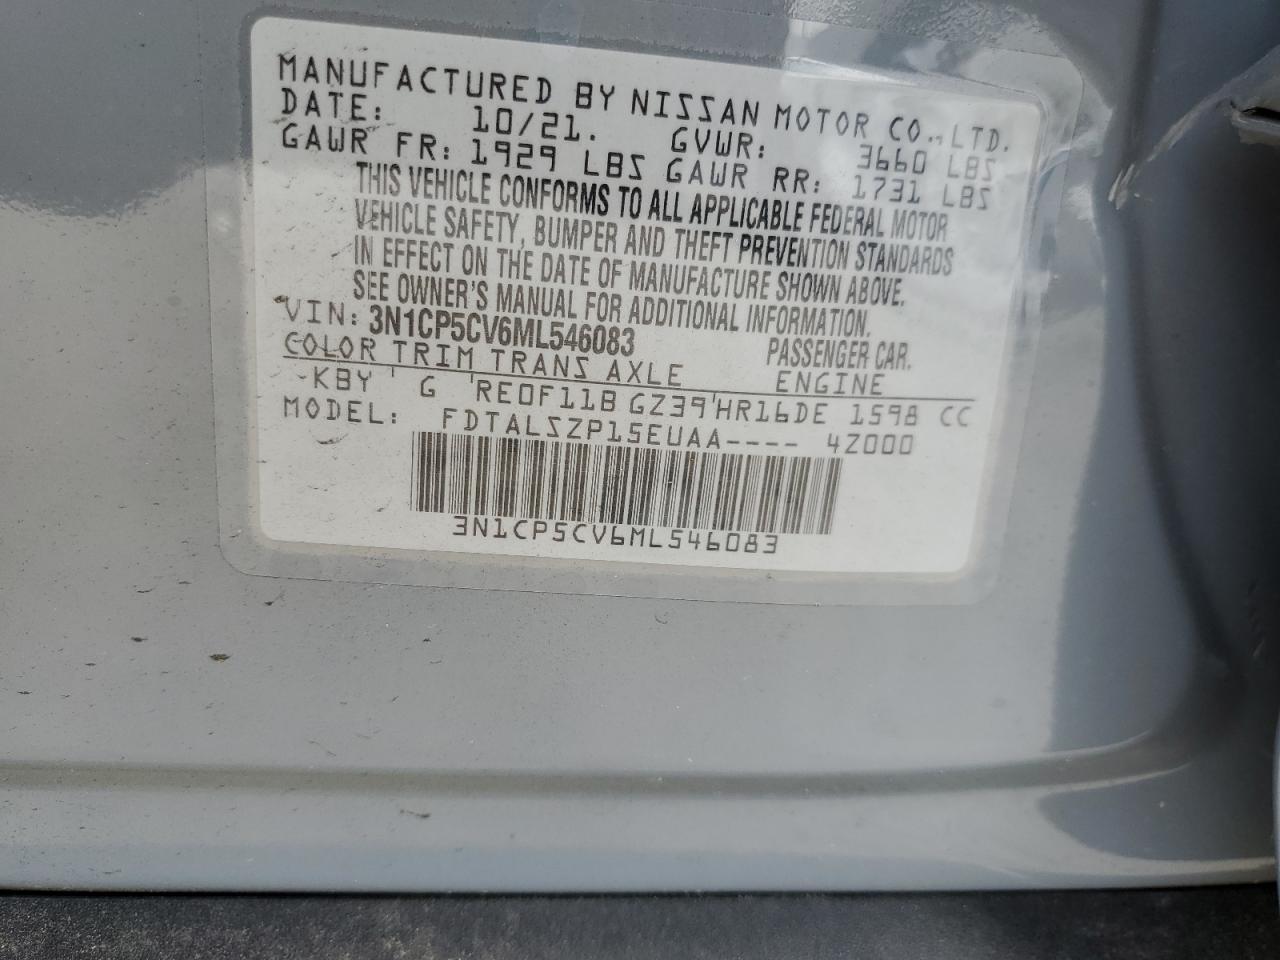 MANUFACTURED BY NISSAN MOTOR CO., LTD.
DATE: 10/21. GVWR: 3660 LBS
GAWR FR: 1929 LBS GAWR RR: 1731 LBS
THIS VEHICLE CONFORMS TO ALL APPLICABLE FEDERAL MOTOR
VEHICLE SAFETY, BUMPER AND THEFT PREVENTION STANDARDS
IN EFFECT ON THE DATE OF MANUFACTURE SHOWN ABOVE.
SEE OWNER'S MANUAL FOR ADDITIONAL INFORMATION.
VIN: 3N1CP5CV6ML546083 PASSENGER CAR.
COLOR TRIM TRANS AXLE ENGINE
KBY G RE0F11B GZ39 HR16DE 1598 CC
MODEL: FDTALSZP15EUAA---- 4Z000
3N1CP5CV6ML546083